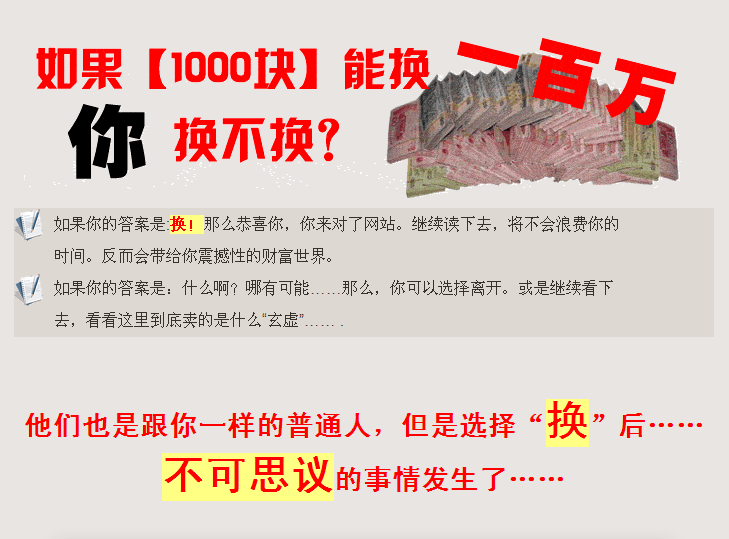 如果【1000块】能换一百万
你 换不换？
如果你的答案是:换！那么恭喜你，你来对了网站。继续读下去，将不会浪费你的
时间。反而会带给你震撼性的财富世界。
如果你的答案是：什么啊？哪有可能……那么，你可以选择离开。或是继续看下
去，看看这里到底卖的是什么“玄虚”…… .
他们也是跟你一样的普通人，但是选择“换”后……
不可思议的事情发生了……